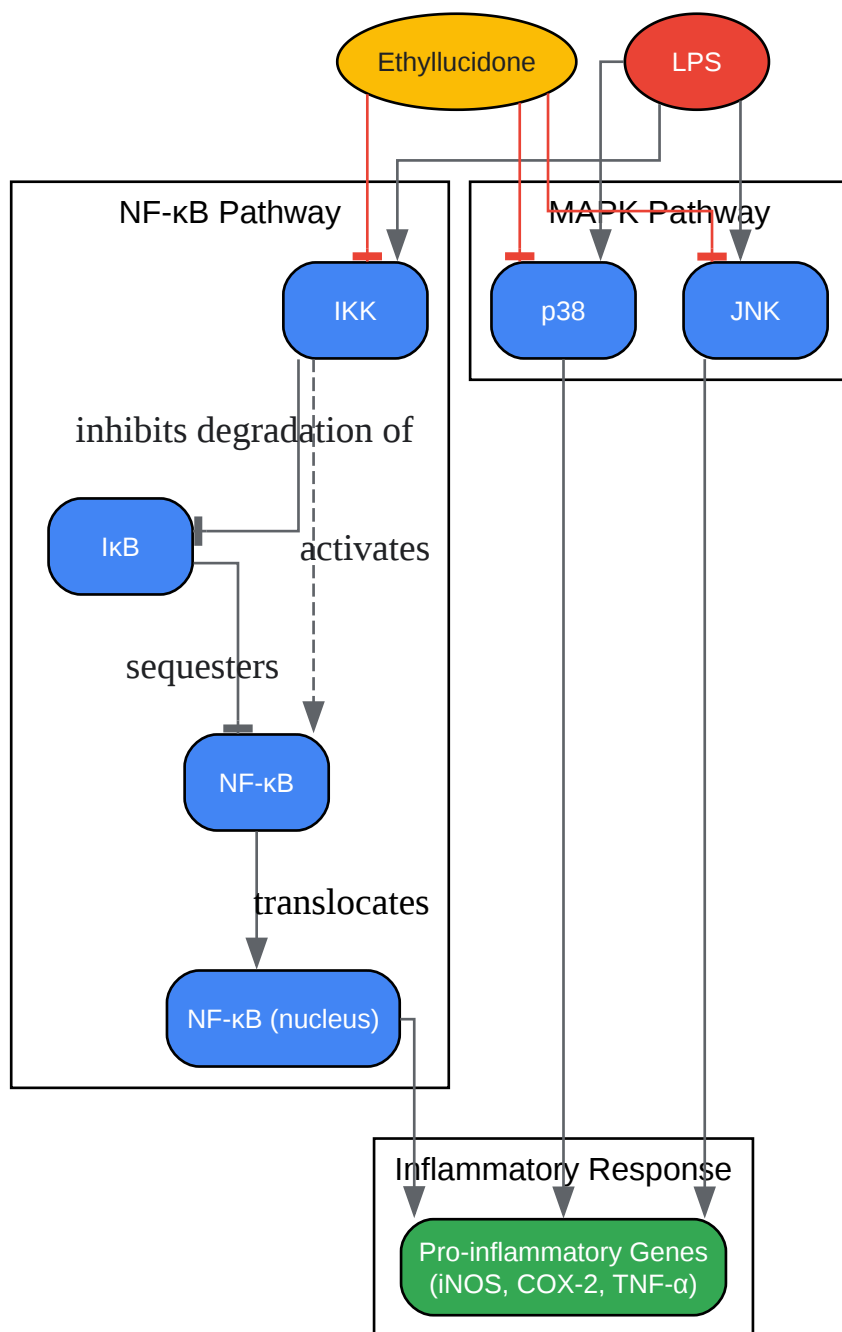 Ethyllucidone
LPS
NF-κB Pathway
MAPK Pathway
IKK
p38
JNK
inhibits degradation of
IκB
activates
sequesters
NF-κB
translocates
NF-κB (nucleus)
Inflammatory Response
Pro-inflammatory Genes
(iNOS, COX-2, TNF-α)